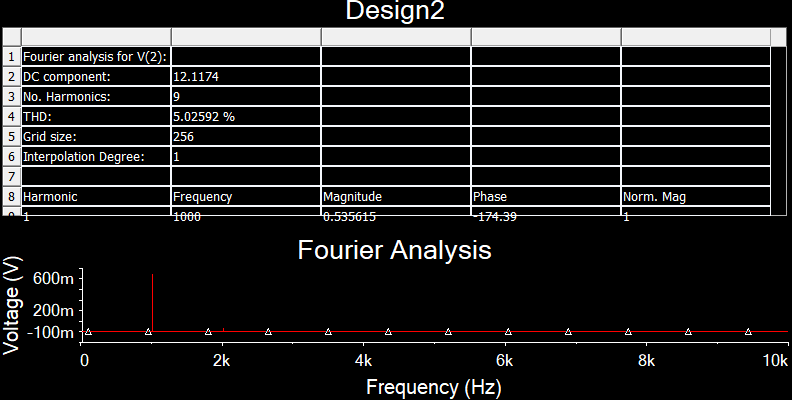 Design2
1 Fourier analysis for V(2):
2 DC component: 12.1174
3 No. Harmonics: 9
4 THD: 5.02592 %
5 Grid size: 256
6 Interpolation Degree: 1
7
8 Harmonic Frequency Magnitude Phase Norm. Mag
9 1 1000 0.535615 -174.39 1
Fourier Analysis
Voltage (V)
600m
200m
-100m
0 2k 4k 6k 8k 10k
Frequency (Hz)